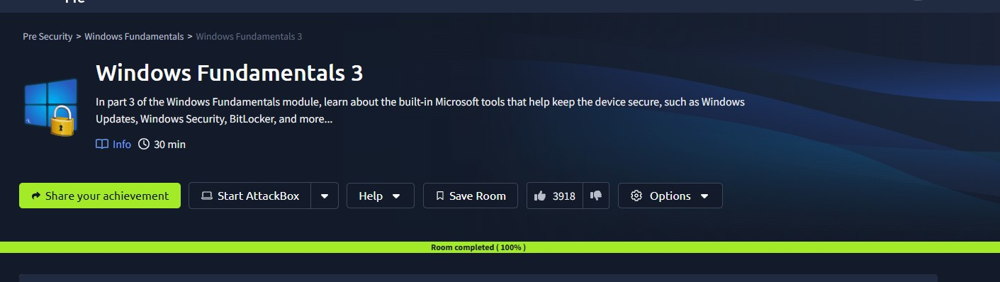 Pre Security > Windows Fundamentals > Windows Fundamentals 3
Windows Fundamentals 3
In part 3 of the Windows Fundamentals module, learn about the built-in Microsoft tools that help keep the device secure, such as Windows
Updates, Windows Security, BitLocker, and more...
Info 30 min
Share your achievement Start AttackBox Help Save Room 3918 Options
Room completed ( 100% )